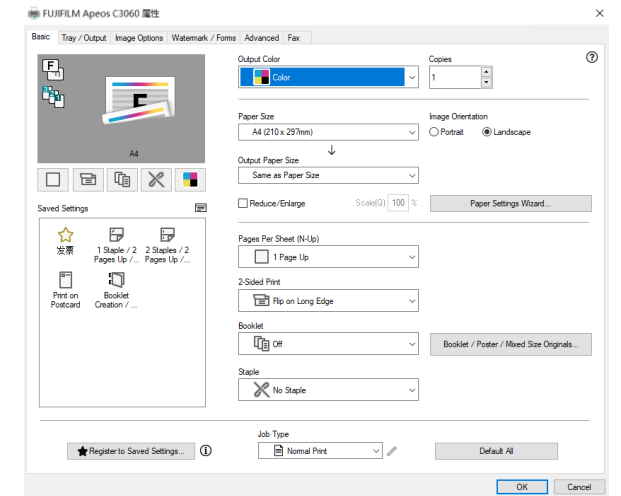 FUJIFILM Apeos C3060 属性
Basic
Tray / Output
Image Options
Watermark / Forms
Advanced
Fax
A4
Saved Settings
发票
1 Staple / 2
Pages Up /...
2 Staples / 2
Pages Up /...
Print on
Postcard
Booklet
Creation / ...
Output Color
Color
Copies
1
Paper Size
A4 (210 x 297mm)
Image Orientation
Portrait
Landscape
Output Paper Size
Same as Paper Size
Reduce/Enlarge
Scale(Q)
100
%
Paper Settings Wizard...
Pages Per Sheet (N-Up)
1 Page Up
2-Sided Print
Flip on Long Edge
Booklet
Off
Booklet / Poster / Mixed Size Originals...
Staple
No Staple
Register to Saved Settings...
Job Type
Normal Print
Default All
OK
Cancel